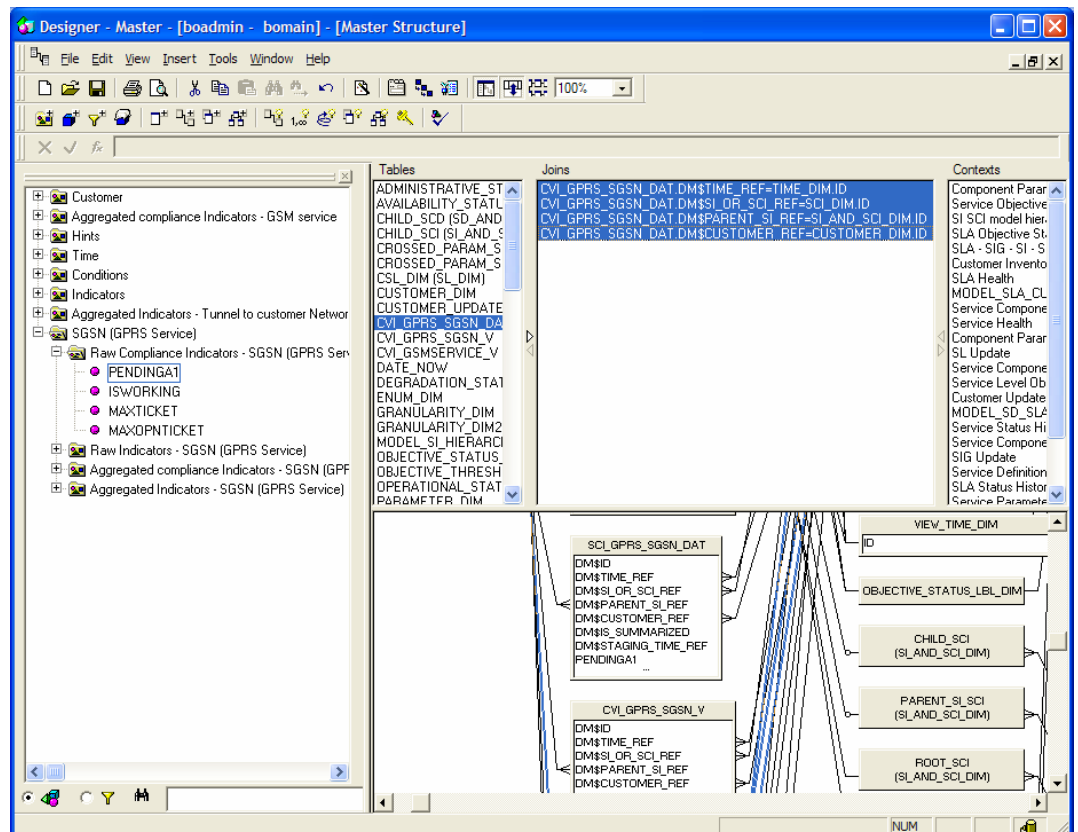 Designer - Master - [boadmin - bomain] - [Master Structure]
File Edit View Insert Tools Window Help
100%
Customer
Aggregated compliance Indicators - GSM service
Hints
Time
Conditions
Indicators
Aggregated Indicators - Tunnel to customer Networ
SGSN (GPRS Service)
Raw Compliance Indicators - SGSN (GPRS Serv
PENDINGA1
ISWORKING
MAXTICKET
MAXOPNTICKET
Raw Indicators - SGSN (GPRS Service)
Aggregated compliance Indicators - SGSN (GPF
Aggregated Indicators - SGSN (GPRS Service)
Tables
ADMINISTRATIVE_ST
AVAILABILITY_STATU
CHILD_SCD (SD_AND
CHILD_SCI (SI_AND_S
CROSSED_PARAM_S
CROSSED_PARAM_S
CSL_DIM (SL_DIM)
CUSTOMER_DIM
CUSTOMER_UPDATE
CVI_GPRS_SGSN_DA
CVI_GPRS_SGSN_V
CVI_GSMSERVICE_V
DATE_NOW
DEGRADATION_STAT
ENUM_DIM
GRANULARITY_DIM
GRANULARITY_DIM2
MODEL_SI_HIERARCI
OBJECTIVE_STATUS_
OBJECTIVE_THRESH
OPERATIONAL_STAT
PARAMETER_DIM
Joins
CVI_GPRS_SGSN_DAT.DM$TIME_REF=TIME_DIM.ID
CVI_GPRS_SGSN_DAT.DM$SI_OR_SCI_REF=SCI_DIM.ID
CVI_GPRS_SGSN_DAT.DM$PARENT_SI_REF=SI_AND_SCI_DIM.ID
CVI_GPRS_SGSN_DAT.DM$CUSTOMER_REF=CUSTOMER_DIM.ID
Contexts
Component Parar
Service Objective
SI SCI model hier
SLA Objective St
SLA - SIG - SI - S
Customer Invento
SLA Health
MODEL_SLA_CL
Service Compone
Service Health
Component Parar
SL Update
Service Compone
Service Level Ob
Customer Update
MODEL_SD_SLA
Service Status Hi
Service Compone
SIG Update
Service Definition
SLA Status Histor
Service Paramete
SCI_GPRS_SGSN_DAT
DM$ID
DM$TIME_REF
DM$SI_OR_SCI_REF
DM$PARENT_SI_REF
DM$CUSTOMER_REF
DM$IS_SUMMARIZED
DM$STAGING_TIME_REF
PENDINGA1
...
CVI_GPRS_SGSN_V
DM$ID
DM$TIME_REF
DM$SI_OR_SCI_REF
DM$PARENT_SI_REF
DM$CUSTOMER_REF
VIEW_TIME_DIM
ID
OBJECTIVE_STATUS_LBL_DIM
CHILD_SCI
(SI_AND_SCI_DIM)
PARENT_SI_SCI
(SI_AND_SCI_DIM)
ROOT_SCI
(SI_AND_SCI_DIM)
NUM